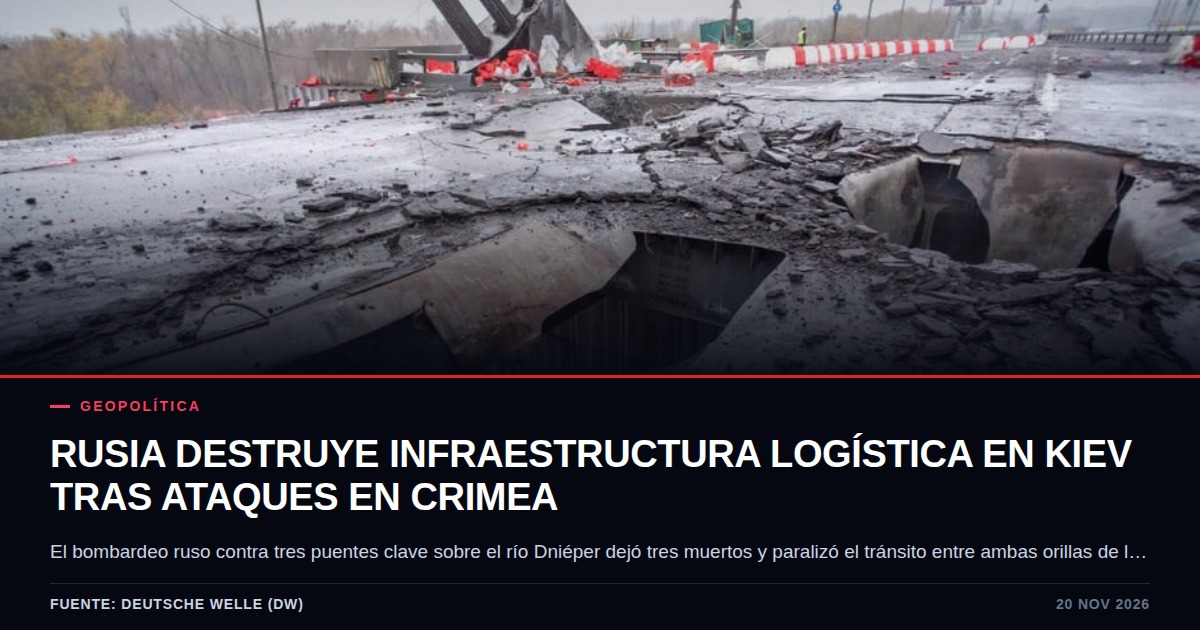 GEOPOLÍTICA
RUSIA DESTRUYE INFRAESTRUCTURA LOGÍSTICA EN KIEV
TRAS ATAQUES EN CRIMEA
El bombardeo ruso contra tres puentes clave sobre el río Dniéper dejó tres muertos y paralizó el tránsito entre ambas orillas de l…
FUENTE: DEUTSCHE WELLE (DW)
20 NOV 2026